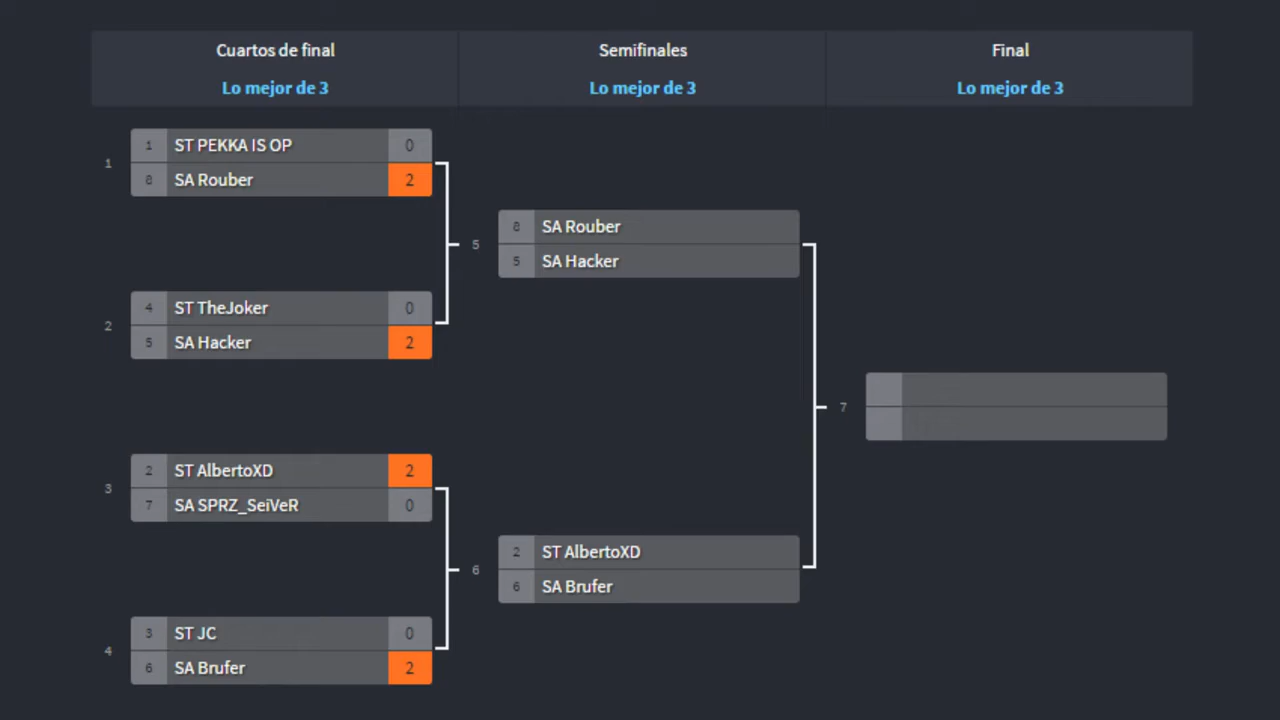 Cuartos de final
Lo mejor de 3
Semifinales
Lo mejor de 3
Final
Lo mejor de 3
1
1 ST PEKKA IS OP 0
8 SA Rouber 2
2
4 ST TheJoker 0
5 SA Hacker 2
3
2 ST AlbertoXD 2
7 SA SPRZ_SeiVeR 0
4
3 ST JC 0
6 SA Brufer 2
5
8 SA Rouber
5 SA Hacker
6
2 ST AlbertoXD
6 SA Brufer
7